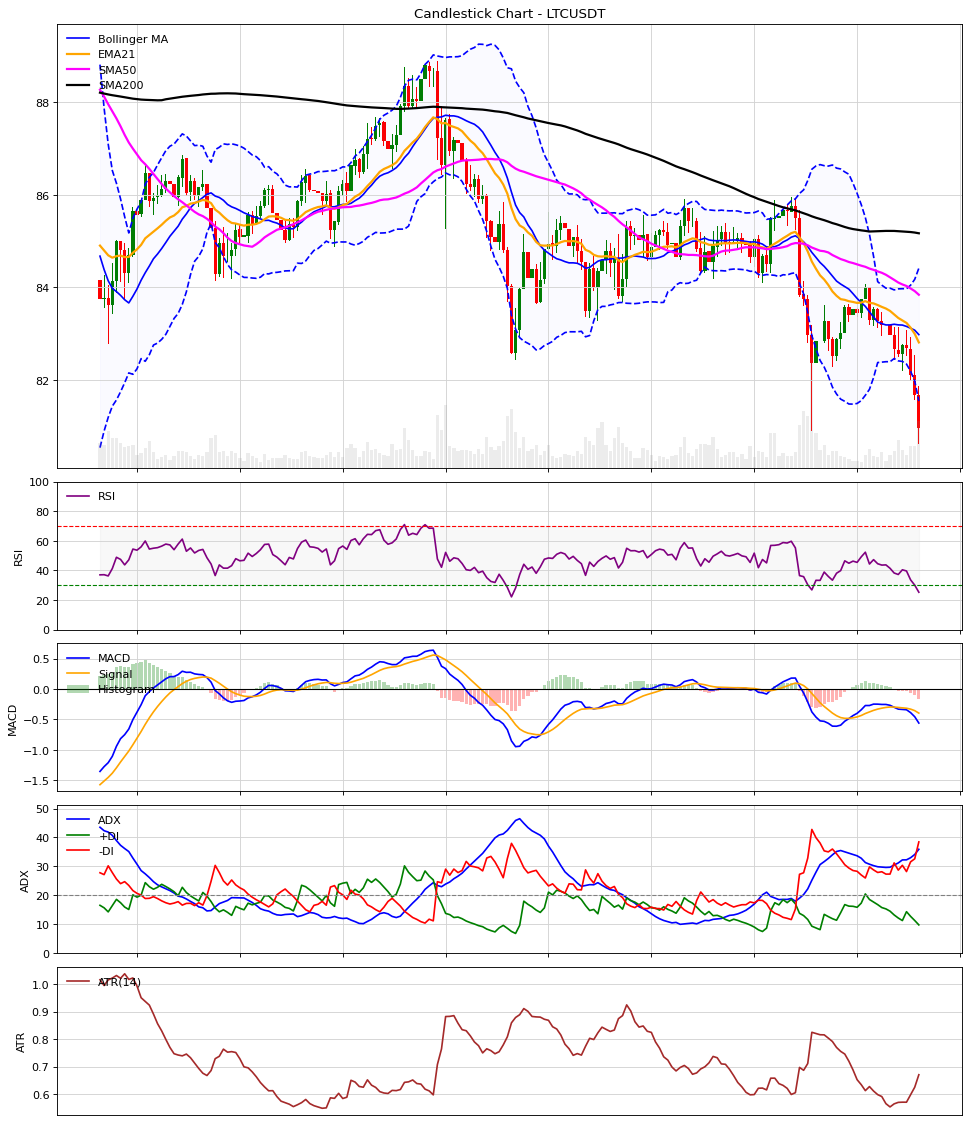 Candlestick Chart - LTCUSDT
Bollinger MA
EMA21
SMA50
SMA200
88
86
84
82
RSI
100
80
60
40
20
0
RSI
MACD
Signal
Histogram
0.5
0.0
−0.5
−1.0
−1.5
MACD
ADX
+DI
-DI
50
40
30
20
10
0
ADX
ATR(14)
1.0
0.9
0.8
0.7
0.6
ATR